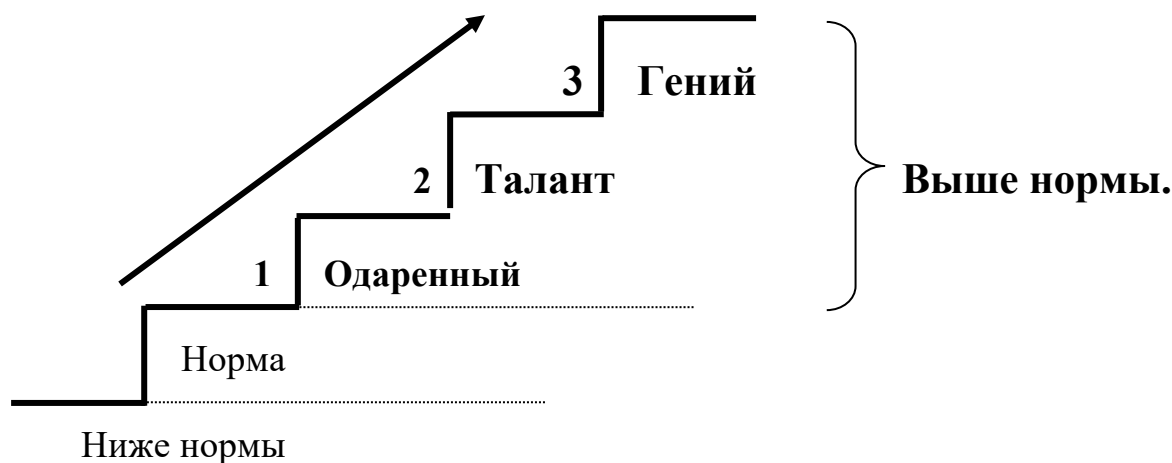 3 Гений
2 Талант
Выше нормы.
1 Одаренный
Норма
Ниже нормы